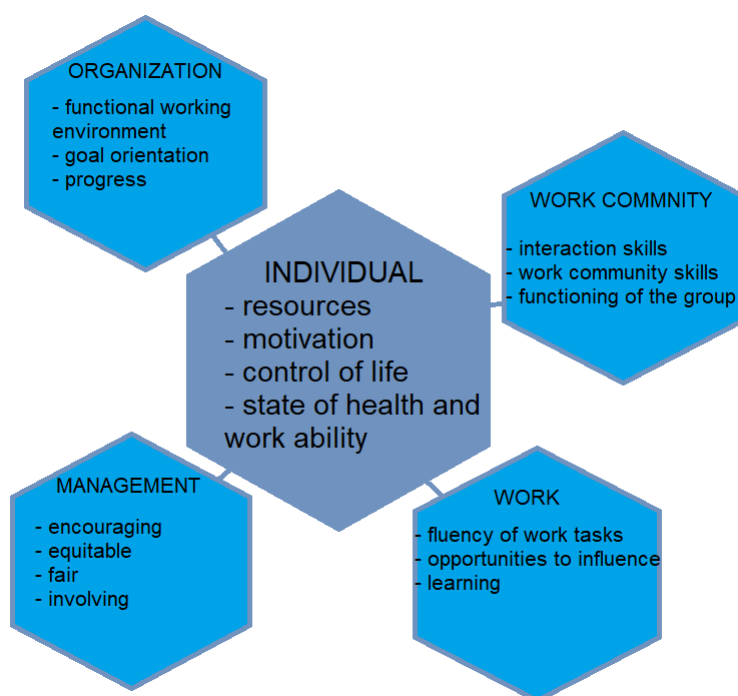 ORGANIZATION
- functional working
environment
- goal orientation
- progress
WORK COMMNITY
- interaction skills
- work community skills
- functioning of the group
INDIVIDUAL
- resources
- motivation
- control of life
- state of health and
work ability
MANAGEMENT
- encouraging
- equitable
- fair
- involving
WORK
- fluency of work tasks
- opportunities to influence
- learning